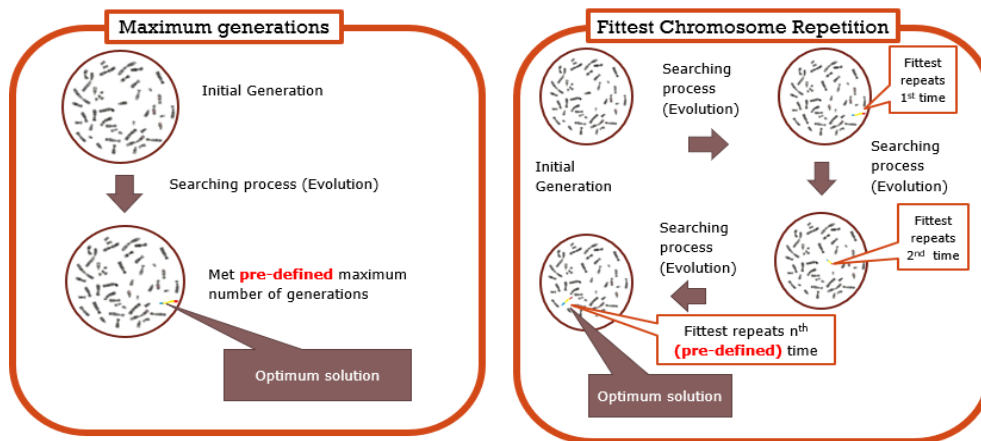 Maximum generations
Initial Generation
Searching process (Evolution)
Met pre-defined maximum
number of generations
Optimum solution
Fittest Chromosome Repetition
Initial
Generation
Searching
process
(Evolution)
Fittest
repeats
1st time
Searching
process
(Evolution)
Fittest
repeats
2nd time
Searching
process
(Evolution)
Fittest repeats nth
(pre-defined) time
Optimum solution